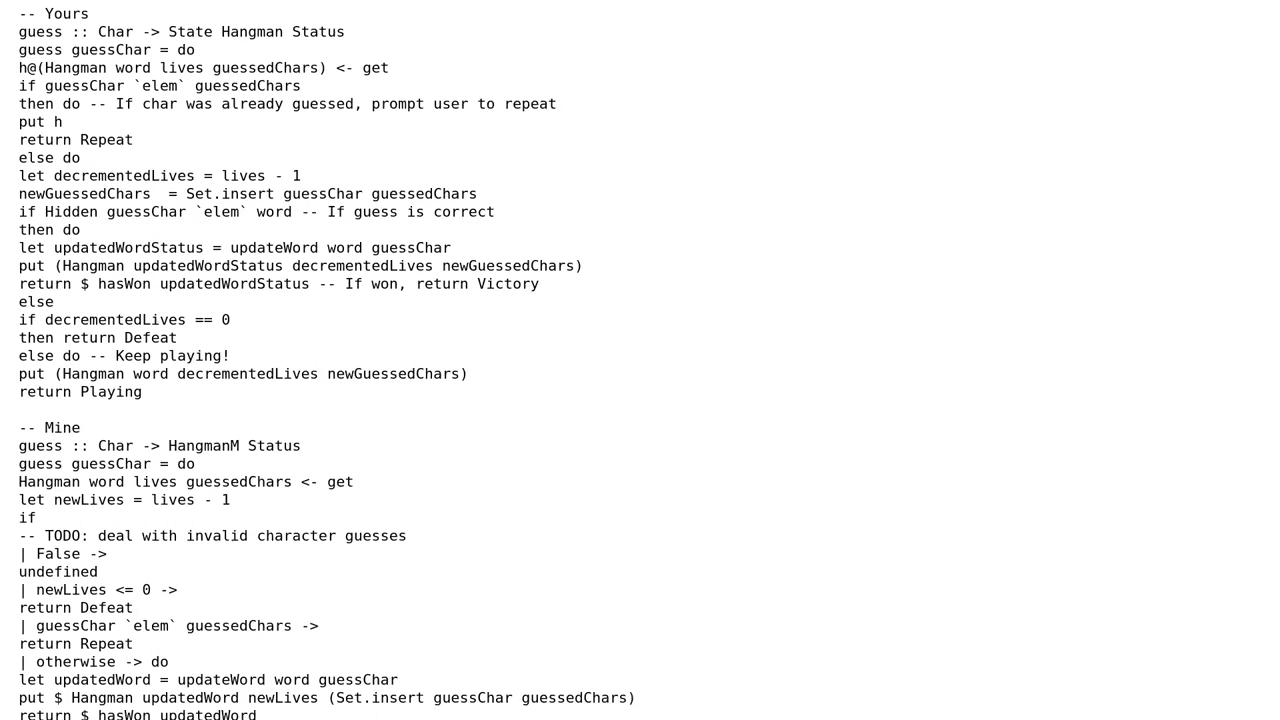 -- Yours
guess :: Char -> State Hangman Status
guess guessChar = do
h@(Hangman word lives guessedChars) <- get
if guessChar `elem` guessedChars
then do -- If char was already guessed, prompt user to repeat
put h
return Repeat
else do
let decrementedLives = lives - 1
newGuessedChars  = Set.insert guessChar guessedChars
if Hidden guessChar `elem` word -- If guess is correct
then do
let updatedWordStatus = updateWord word guessChar
put (Hangman updatedWordStatus decrementedLives newGuessedChars)
return $ hasWon updatedWordStatus -- If won, return Victory
else
if decrementedLives == 0
then return Defeat
else do -- Keep playing!
put (Hangman word decrementedLives newGuessedChars)
return Playing

-- Mine
guess :: Char -> HangmanM Status
guess guessChar = do
Hangman word lives guessedChars <- get
let newLives = lives - 1
if
-- TODO: deal with invalid character guesses
| False ->
undefined
| newLives <= 0 ->
return Defeat
| guessChar `elem` guessedChars ->
return Repeat
| otherwise -> do
let updatedWord = updateWord word guessChar
put $ Hangman updatedWord newLives (Set.insert guessChar guessedChars)
return $ hasWon updatedWord